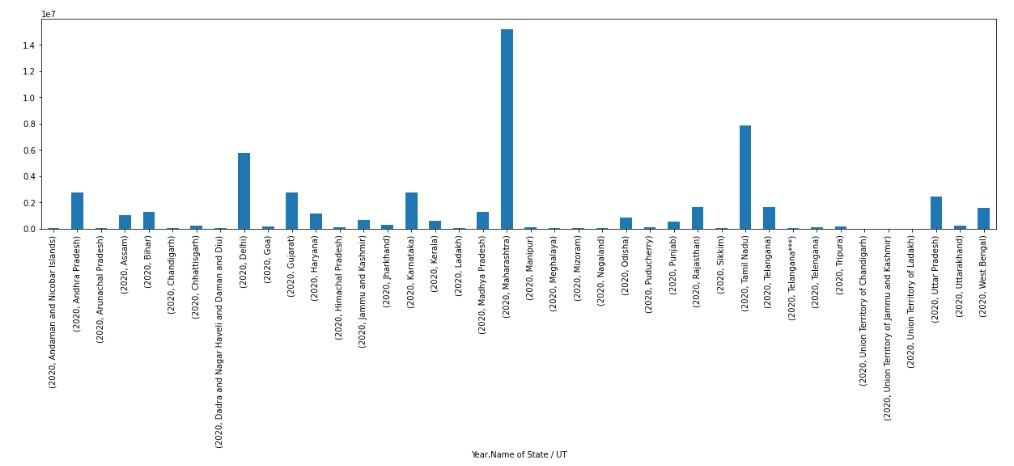 1e7
1.4
1.2
1.0
0.8
0.6
0.4
0.2
0.0
(2020, Andaman and Nicobar Islands)
(2020, Andhra Pradesh)
(2020, Arunachal Pradesh)
(2020, Assam)
(2020, Bihar)
(2020, Chandigarh)
(2020, Chhattisgarh)
(2020, Dadra and Nagar Haveli and Daman and Diu)
(2020, Delhi)
(2020, Goa)
(2020, Gujarat)
(2020, Haryana)
(2020, Himachal Pradesh)
(2020, Jammu and Kashmir)
(2020, Jharkhand)
(2020, Karnataka)
(2020, Kerala)
(2020, Ladakh)
(2020, Madhya Pradesh)
(2020, Maharashtra)
(2020, Manipur)
(2020, Meghalaya)
(2020, Mizoram)
(2020, Nagaland)
(2020, Odisha)
(2020, Puducherry)
(2020, Punjab)
(2020, Rajasthan)
(2020, Sikkim)
(2020, Tamil Nadu)
(2020, Telangana)
(2020, Telangana***)
(2020, Telengana)
(2020, Tripura)
(2020, Union Territory of Chandigarh)
(2020, Union Territory of Jammu and Kashmir)
(2020, Union Territory of Ladakh)
(2020, Uttar Pradesh)
(2020, Uttarakhand)
(2020, West Bengal)
Year,Name of State / UT